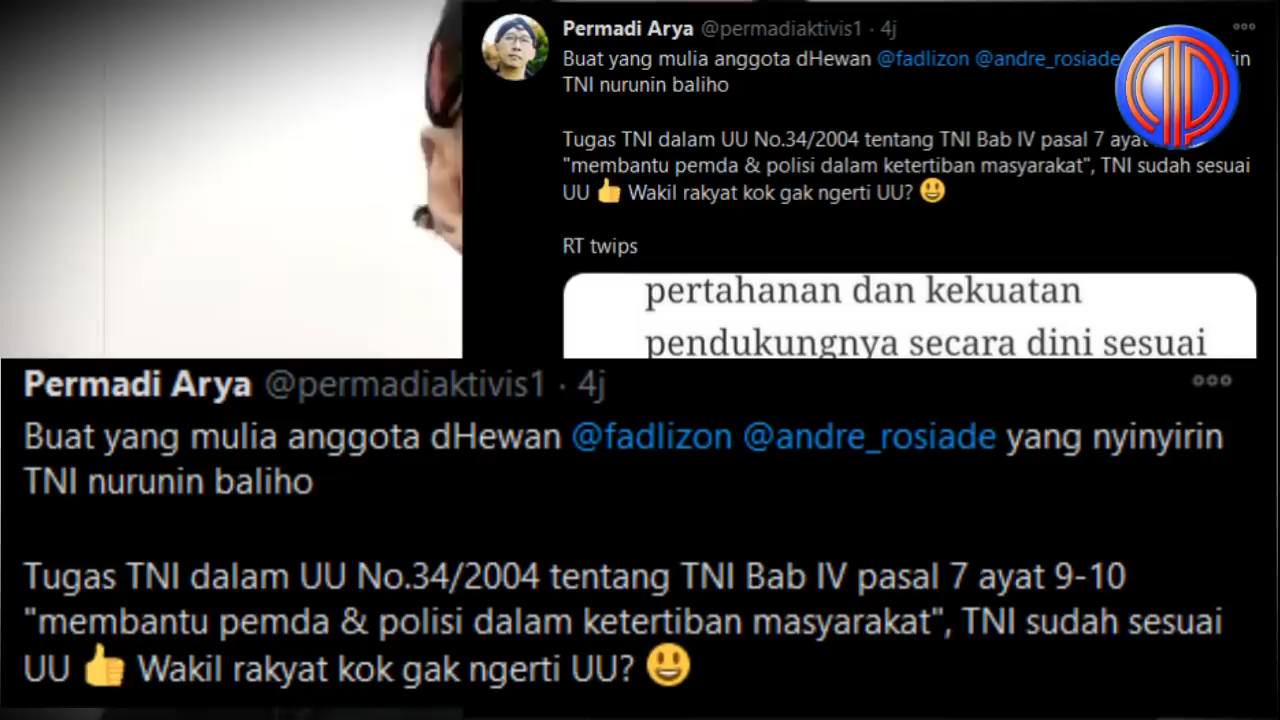 Permadi Arya @permadiaktivis1 · 4j
Buat yang mulia anggota dHewan @fadlizon @andre_rosiade
TNI nurunin baliho
Tugas TNI dalam UU No.34/2004 tentang TNI Bab IV pasal 7
"membantu pemda & polisi dalam ketertiban masyarakat", TNI sudah sesuai
UU 👍 Wakil rakyat kok gak ngerti UU? 😃
RT twips
pertahanan dan kekuatan
pendukungnya secara dini sesuai
Permadi Arya @permadiaktivis1 · 4j
Buat yang mulia anggota dHewan @fadlizon @andre_rosiade yang nyinyirin
TNI nurunin baliho
Tugas TNI dalam UU No.34/2004 tentang TNI Bab IV pasal 7 ayat 9-10
"membantu pemda & polisi dalam ketertiban masyarakat", TNI sudah sesuai
UU 👍 Wakil rakyat kok gak ngerti UU? 😃